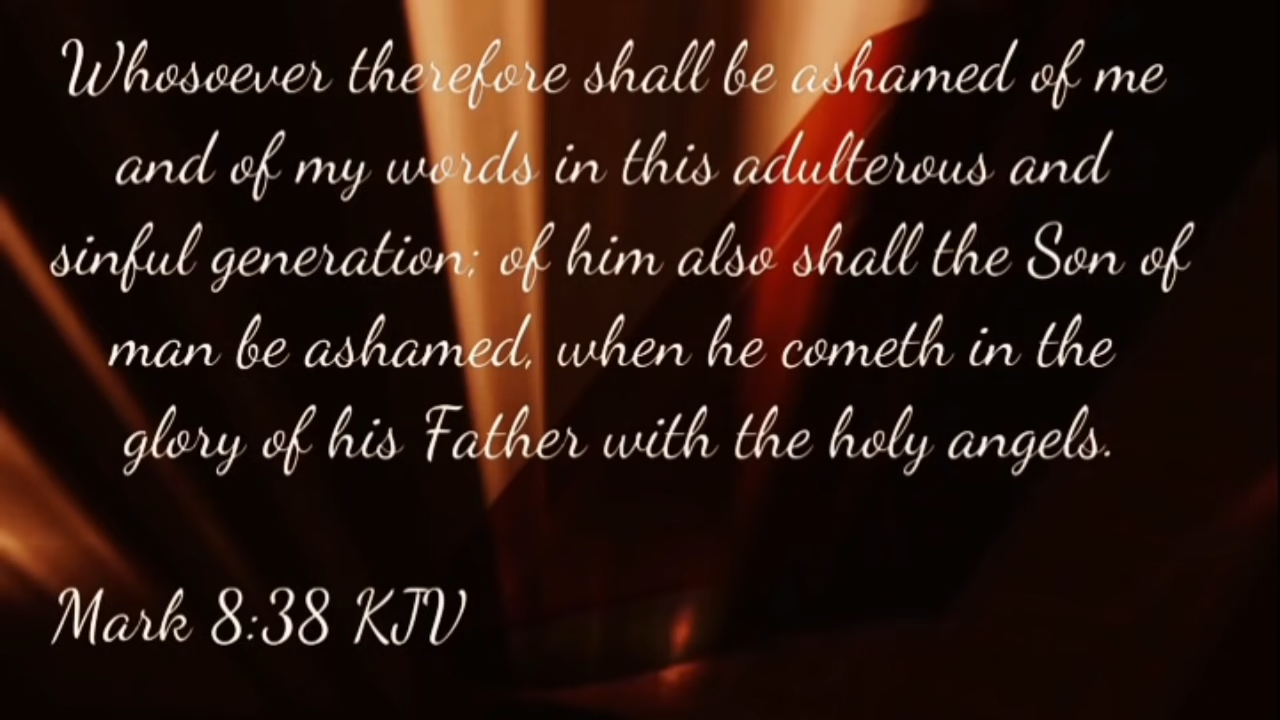 Whosoever therefore shall be ashamed of me
and of my words in this adulterous and
sinful generation; of him also shall the Son of
man be ashamed, when he cometh in the
glory of his Father with the holy angels.
Mark 8:38 KJV